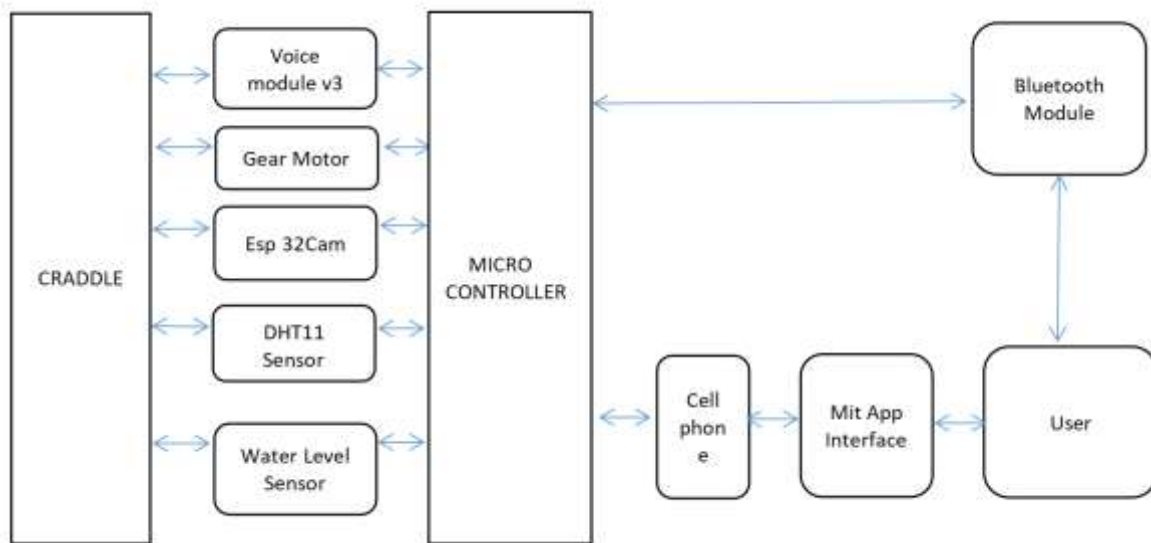 CRADDLE
Voice
module v3
Gear Motor
Esp 32Cam
DHT11
Sensor
Water Level
Sensor
MICRO
CONTROLLER
Bluetooth
Module
Cell
phon
e
Mit App
Interface
User